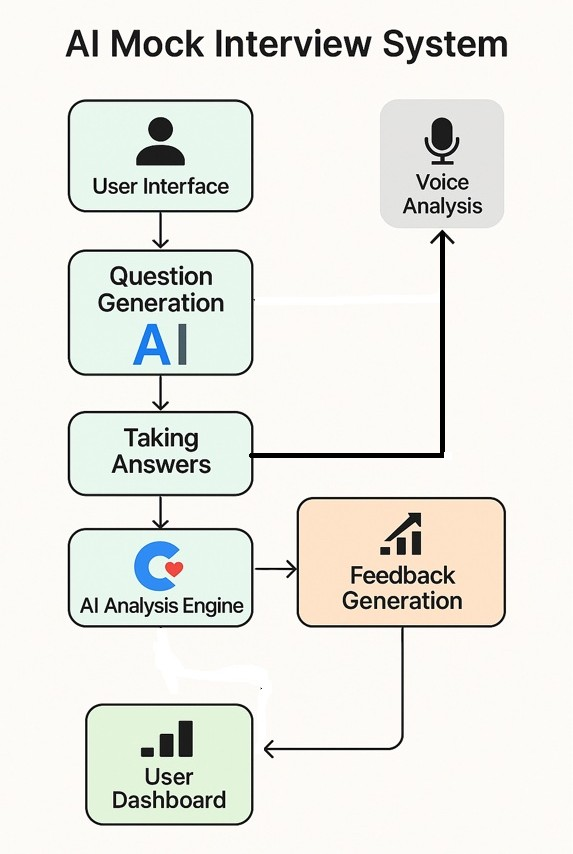 AI Mock Interview System
User Interface
Voice
Analysis
Question
Generation
AI
Taking
Answers
AI Analysis Engine
Feedback
Generation
User
Dashboard